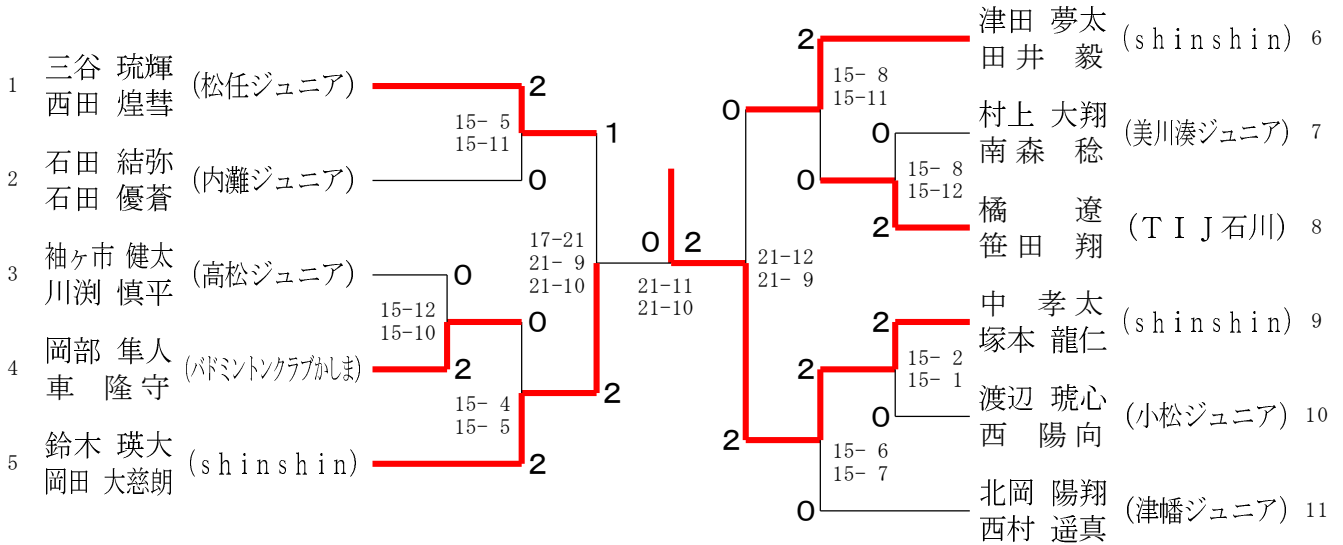 1 三谷 琉輝 (松任ジュニア) 2
西田 煌彗
15- 5
15-11
1
2 石田 結弥 (内灘ジュニア) 0
石田 優蒼
17-21
21- 9
21-10
3 袖ヶ市 健太 (高松ジュニア) 0
川渕 慎平
15-12
15-10
0
4 岡部 隼人 (バドミントンクラブかしま) 2
車 隆守
15- 4
15- 5
2
5 鈴木 瑛大 (shinshin) 2
岡田 大慈朗
0 2
21-11
21-10
2 津田 夢太 (shinshin) 6
田井 毅
15- 8
15-11
0
0 村上 大翔 (美川湊ジュニア) 7
南森 稔
15- 8
15-12
0
2 橘 遼 (TIJ石川) 8
笹田 翔
21-12
21- 9
2 中 孝太 (shinshin) 9
塚本 龍仁
15- 2
15- 1
2
0 渡辺 琥心 (小松ジュニア) 10
西 陽向
2
15- 6
15- 7
0 北岡 陽翔 (津幡ジュニア) 11
西村 遥真